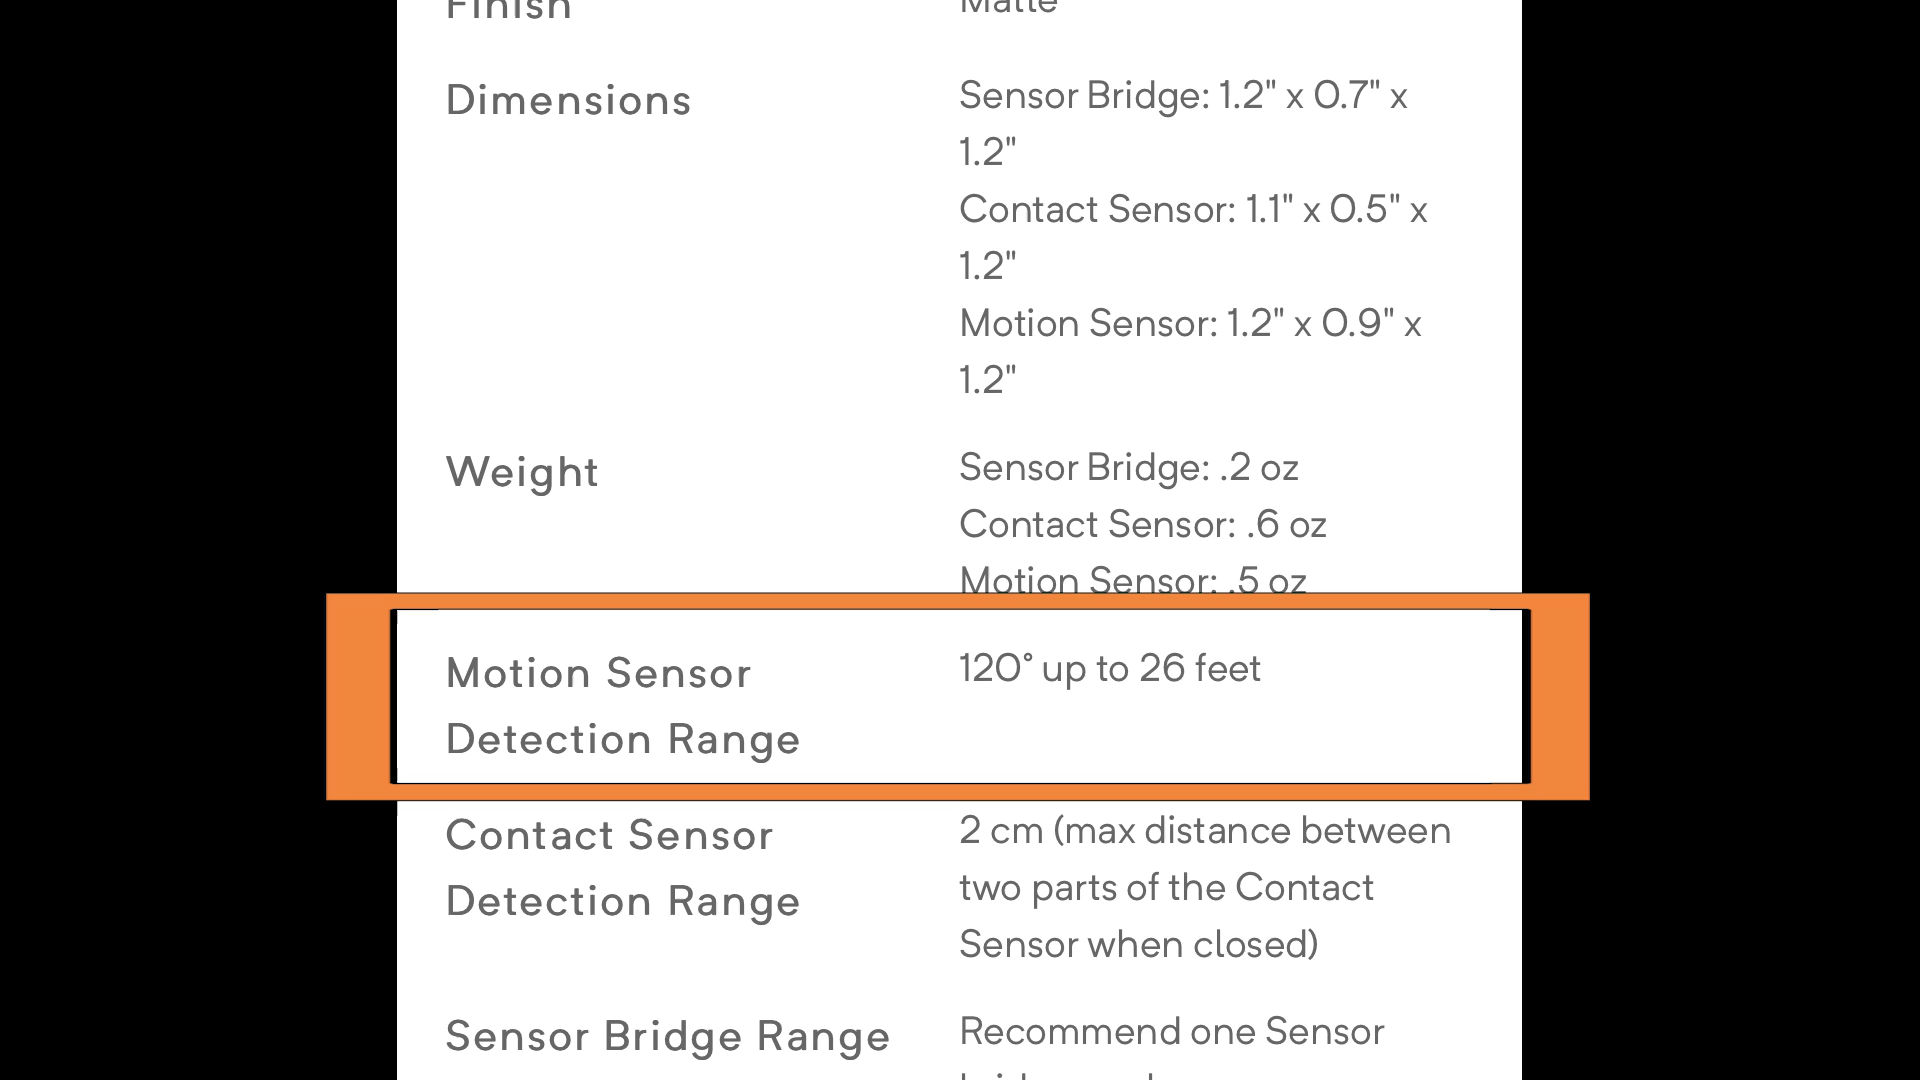 Finish
Matte
Dimensions
Sensor Bridge: 1.2" x 0.7" x
1.2"
Contact Sensor: 1.1" x 0.5" x
1.2"
Motion Sensor: 1.2" x 0.9" x
1.2"
Weight
Sensor Bridge: .2 oz
Contact Sensor: .6 oz
Motion Sensor: .5 oz
Motion Sensor
Detection Range
120° up to 26 feet
Contact Sensor
Detection Range
2 cm (max distance between
two parts of the Contact
Sensor when closed)
Sensor Bridge Range
Recommend one Sensor